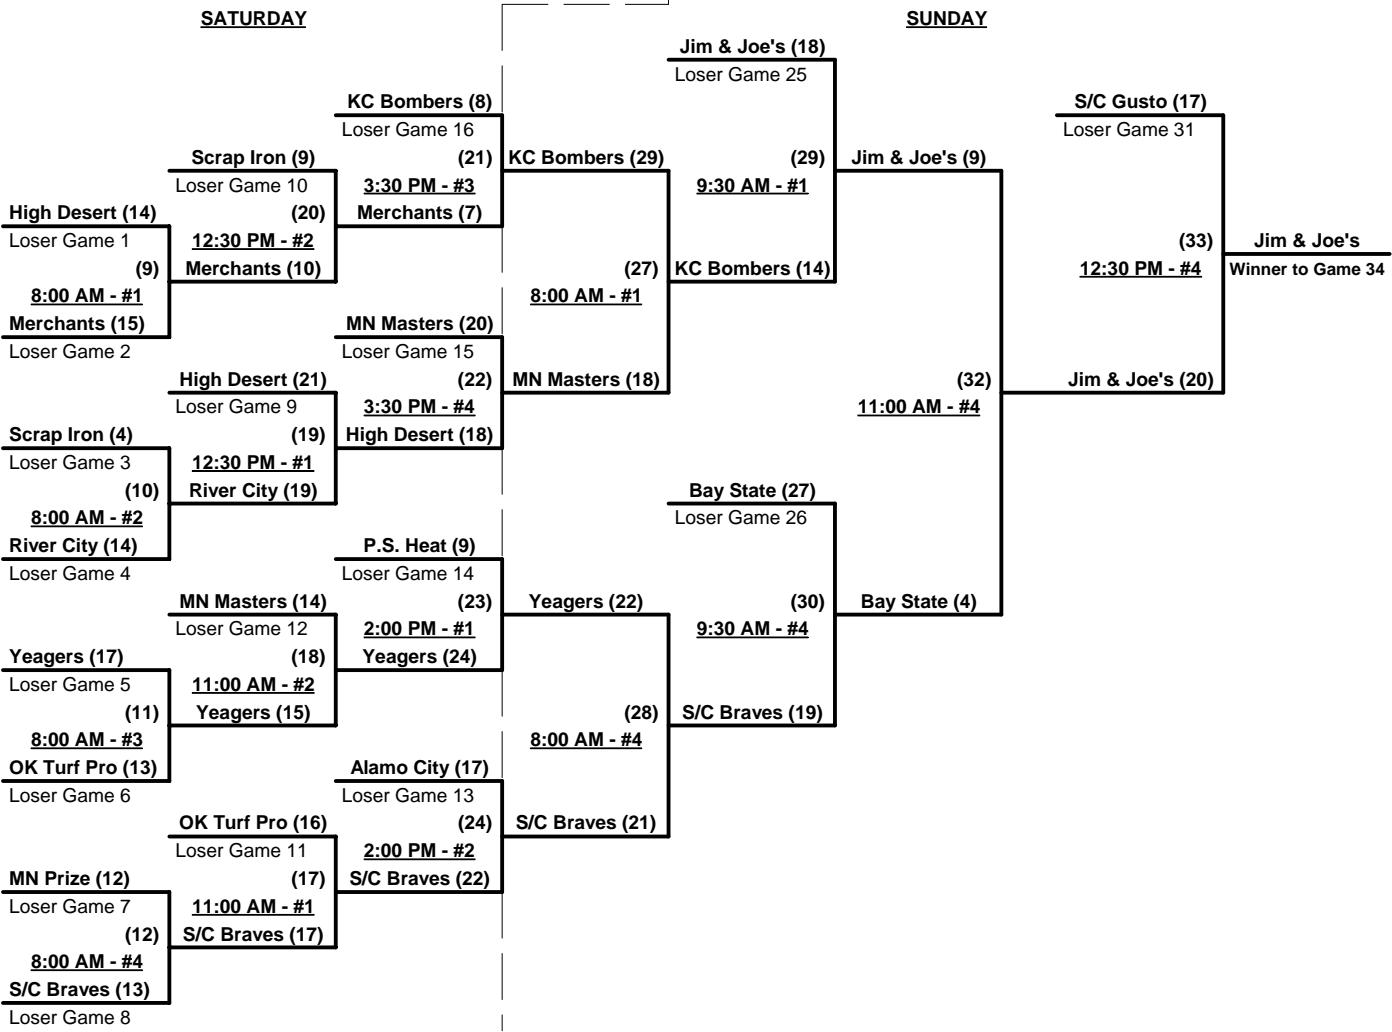 SATURDAY
SUNDAY
Jim & Joe's (18)
Loser Game 25
KC Bombers (8)
S/C Gusto (17)
Loser Game 16
Loser Game 31
Scrap Iron (9)
(21)
KC Bombers (29)
(29)
Jim & Joe's (9)
Loser Game 10
3:30 PM - #3
9:30 AM - #1
High Desert (14)
(20)
Merchants (7)
Loser Game 1
12:30 PM - #2
(33)
Jim & Joe's
(9)
Merchants (10)
(27)
KC Bombers (14)
12:30 PM - #4
Winner to Game 34
8:00 AM - #1
8:00 AM - #1
Merchants (15)
MN Masters (20)
Loser Game 2
Loser Game 15
High Desert (21)
(22)
MN Masters (18)
(32)
Jim & Joe's (20)
Loser Game 9
3:30 PM - #4
11:00 AM - #4
Scrap Iron (4)
(19)
High Desert (18)
Loser Game 3
12:30 PM - #1
(10)
River City (19)
Bay State (27)
8:00 AM - #2
Loser Game 26
River City (14)
P.S. Heat (9)
Loser Game 4
Loser Game 14
MN Masters (14)
(23)
Yeagers (22)
(30)
Bay State (4)
Loser Game 12
2:00 PM - #1
9:30 AM - #4
Yeagers (17)
(18)
Yeagers (24)
Loser Game 5
11:00 AM - #2
(11)
Yeagers (15)
(28)
S/C Braves (19)
8:00 AM - #3
8:00 AM - #4
OK Turf Pro (13)
Alamo City (17)
Loser Game 6
Loser Game 13
OK Turf Pro (16)
(24)
S/C Braves (21)
Loser Game 11
2:00 PM - #2
MN Prize (12)
(17)
S/C Braves (22)
Loser Game 7
11:00 AM - #1
(12)
S/C Braves (17)
8:00 AM - #4
S/C Braves (13)
Loser Game 8